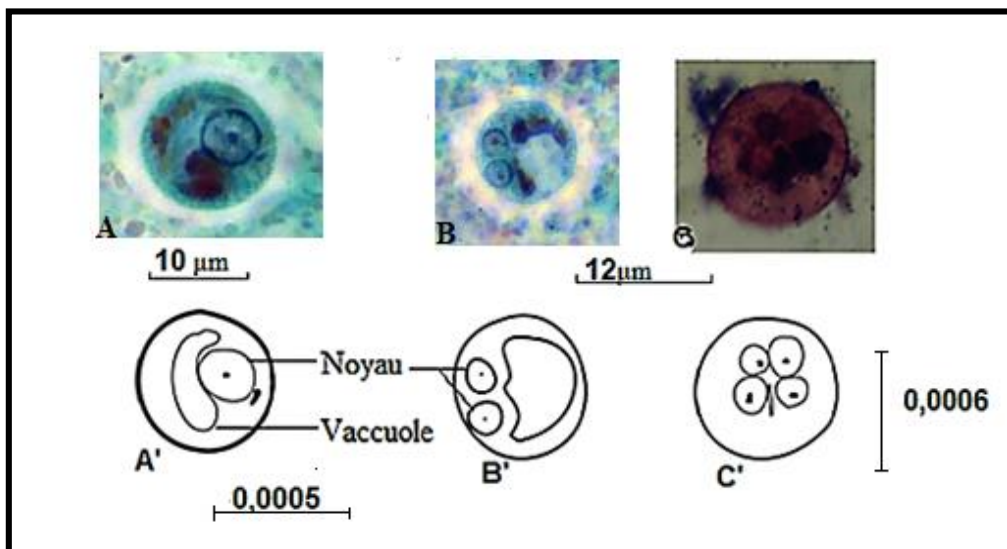 A
B
C
10 µm
12µm
Noyau
Vaccuole
0,0006
A'
B'
C'
0,0005